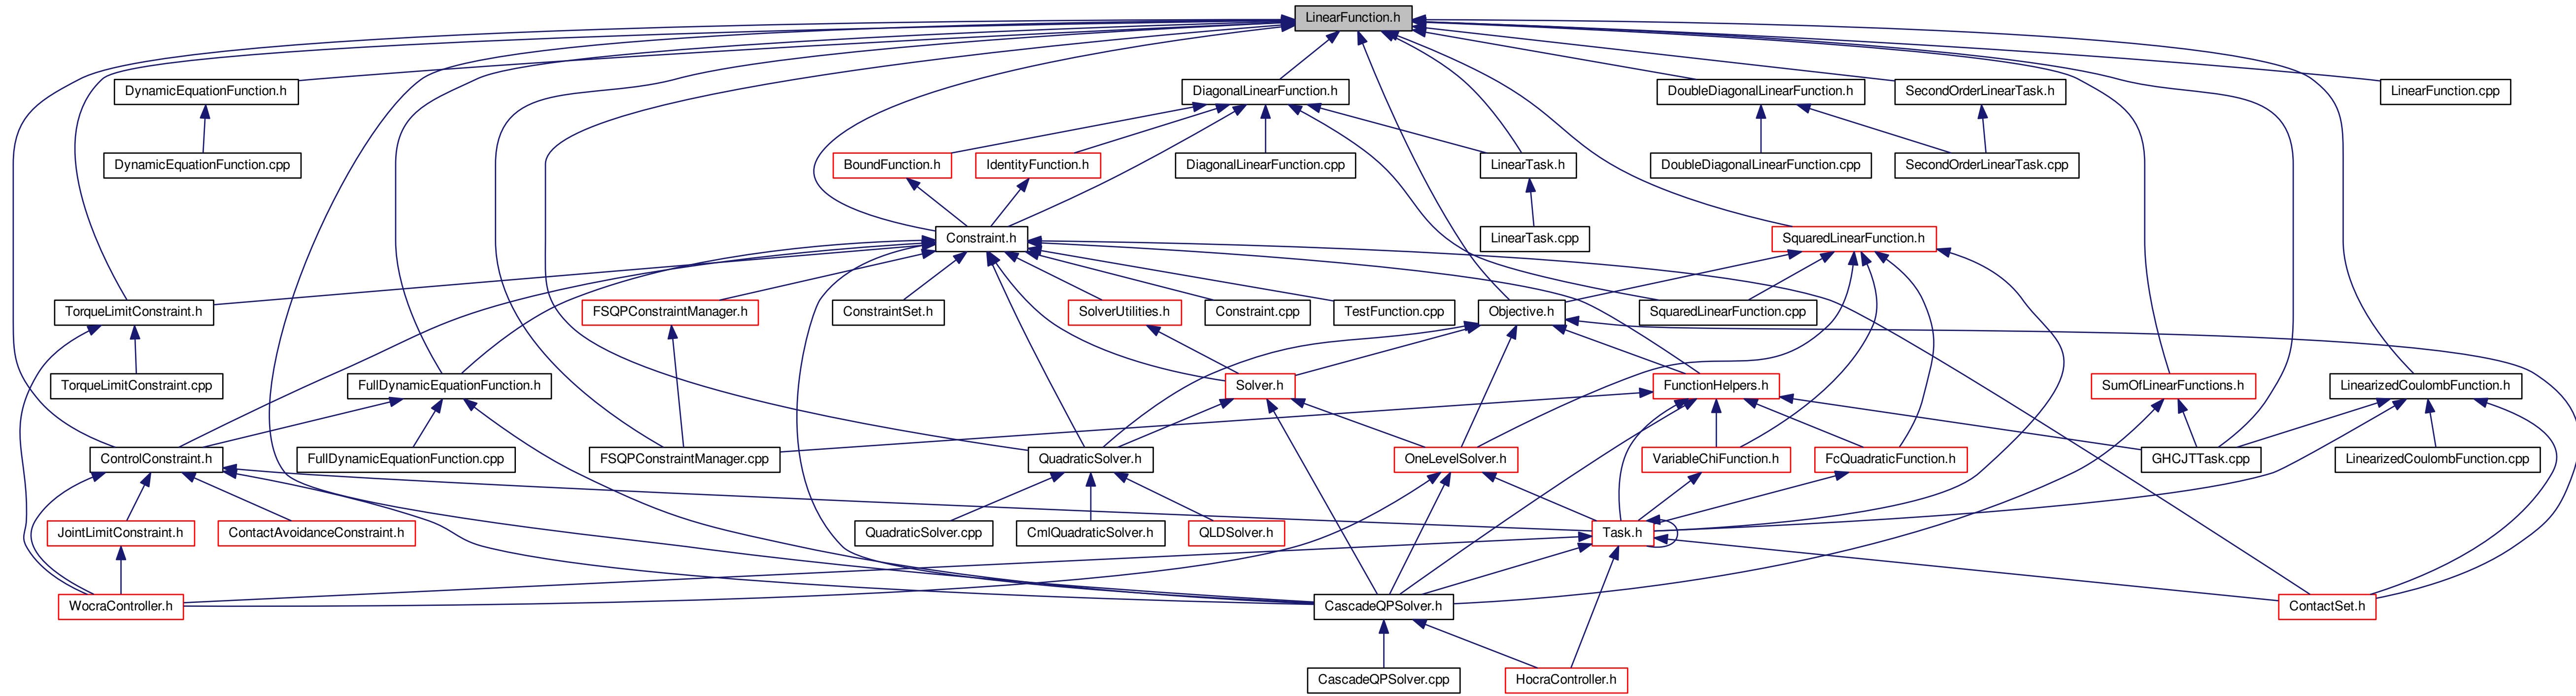 LinearFunction.h
DynamicEquationFunction.h
DiagonalLinearFunction.h
DoubleDiagonalLinearFunction.h
SecondOrderLinearTask.h
LinearFunction.cpp
DynamicEquationFunction.cpp
BoundFunction.h
IdentityFunction.h
DiagonalLinearFunction.cpp
LinearTask.h
DoubleDiagonalLinearFunction.cpp
SecondOrderLinearTask.cpp
Constraint.h
LinearTask.cpp
SquaredLinearFunction.h
TorqueLimitConstraint.h
FSQPConstraintManager.h
ConstraintSet.h
SolverUtilities.h
Constraint.cpp
TestFunction.cpp
Objective.h
SquaredLinearFunction.cpp
TorqueLimitConstraint.cpp
FullDynamicEquationFunction.h
Solver.h
FunctionHelpers.h
SumOfLinearFunctions.h
LinearizedCoulombFunction.h
ControlConstraint.h
FullDynamicEquationFunction.cpp
FSQPConstraintManager.cpp
QuadraticSolver.h
OneLevelSolver.h
VariableChiFunction.h
FcQuadraticFunction.h
GHCJTTask.cpp
LinearizedCoulombFunction.cpp
JointLimitConstraint.h
ContactAvoidanceConstraint.h
QuadraticSolver.cpp
CmlQuadraticSolver.h
QLDSolver.h
Task.h
WocraController.h
CascadeQPSolver.h
ContactSet.h
CascadeQPSolver.cpp
HocraController.h